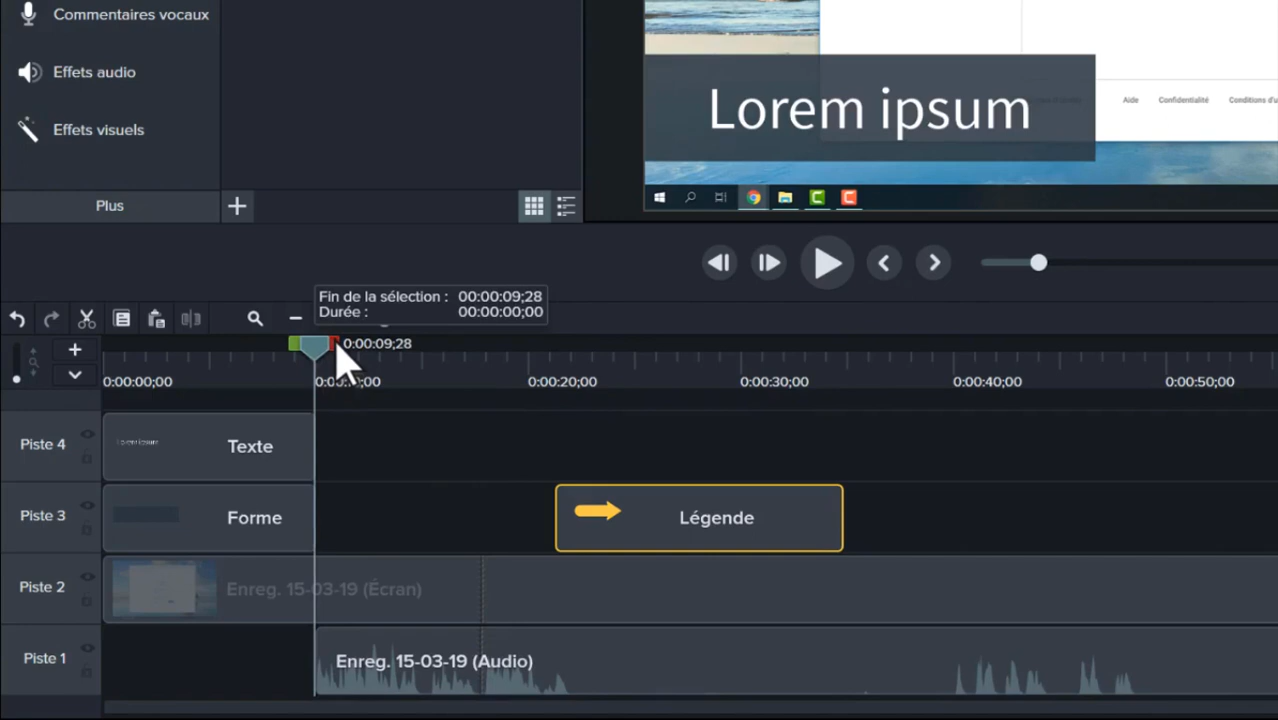 Commentaires vocaux
Effets audio
Effets visuels
Plus
Lorem ipsum
Aide Confidentialité Conditions d'u
Fin de la sélection : 00:00:09;28
Durée : 00:00:00;00
0:00:09;28
0:00:00;00 0:00:20;00 0:00:30;00 0:00:40;00 0:00:50;00
Piste 4
Lorem ipsum
Texte
Piste 3
Forme
Légende
Piste 2
Enreg. 15-03-19 (Écran)
Piste 1
Enreg. 15-03-19 (Audio)